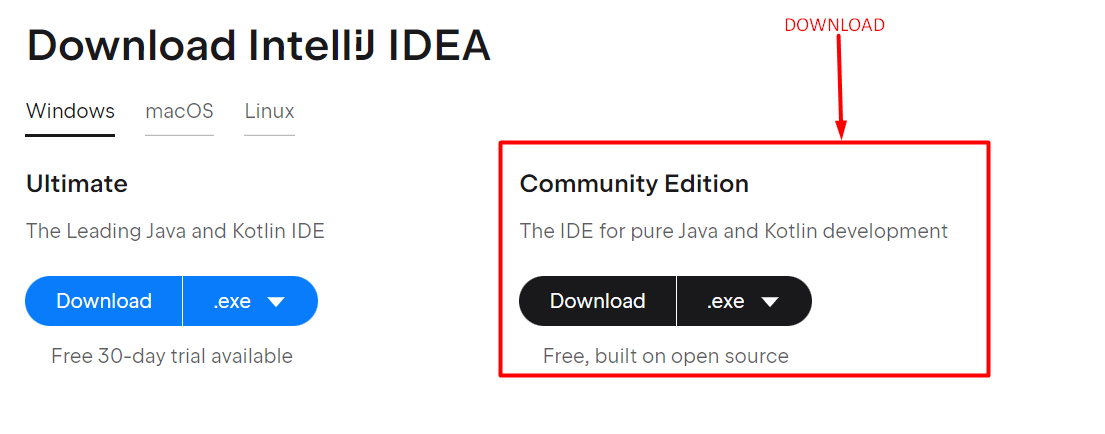 Download IntelliJ IDEA
DOWNLOAD
Windows macOS Linux
Ultimate
The Leading Java and Kotlin IDE
Download .exe
Free 30-day trial available
Community Edition
The IDE for pure Java and Kotlin development
Download .exe
Free, built on open source